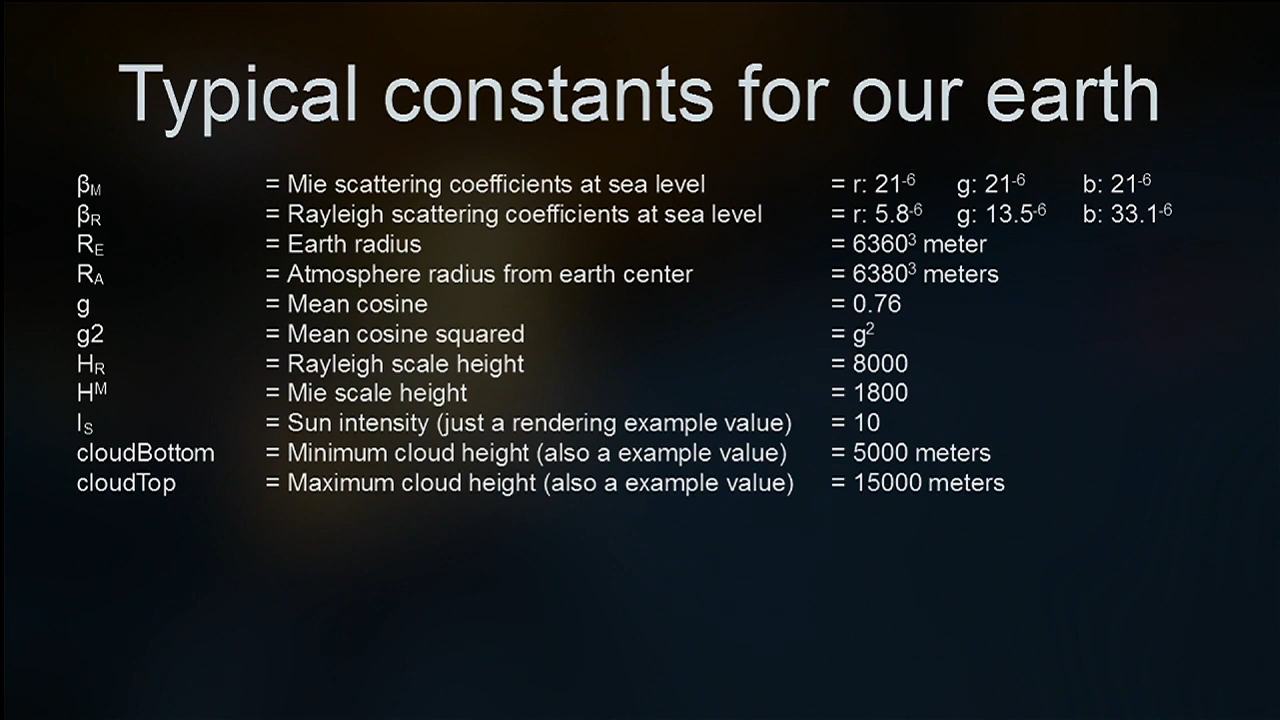 Typical constants for our earth
βM = Mie scattering coefficients at sea level = r: 21-6 g: 21-6 b: 21-6
βR = Rayleigh scattering coefficients at sea level = r: 5.8-6 g: 13.5-6 b: 33.1-6
RE = Earth radius = 6360³ meter
RA = Atmosphere radius from earth center = 6380³ meters
g = Mean cosine = 0.76
g2 = Mean cosine squared = g²
HR = Rayleigh scale height = 8000
HM = Mie scale height = 1800
IS = Sun intensity (just a rendering example value) = 10
cloudBottom = Minimum cloud height (also a example value) = 5000 meters
cloudTop = Maximum cloud height (also a example value) = 15000 meters